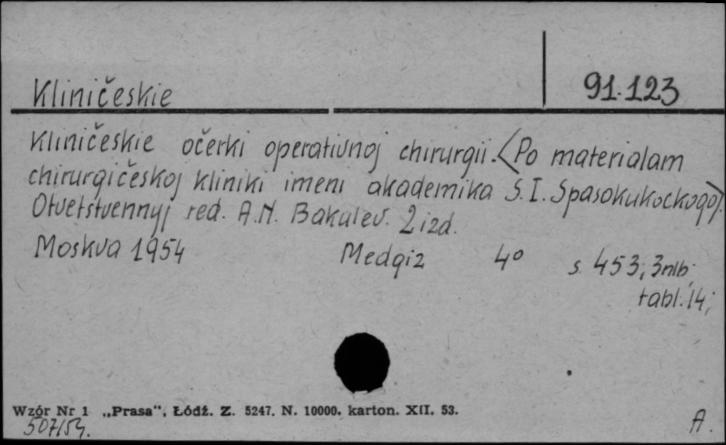 91.123
Kliničeskie
Kliničeskie očerki operativnoj chirurgii. <Po materialam
chirurgičeskoj kliniki imeni akademika S.I. Spasokukockogo>.
Otvetstvennyj red. A.N. Bakulev. 2 izd.
Moskva 1954 Medgiz 4° s. 453, 3nlb;
tabl. 14;
Wzór Nr 1 „Prasa", Łódź. Z. 5247. N. 10000. karton. XII. 53.
507/54. A.